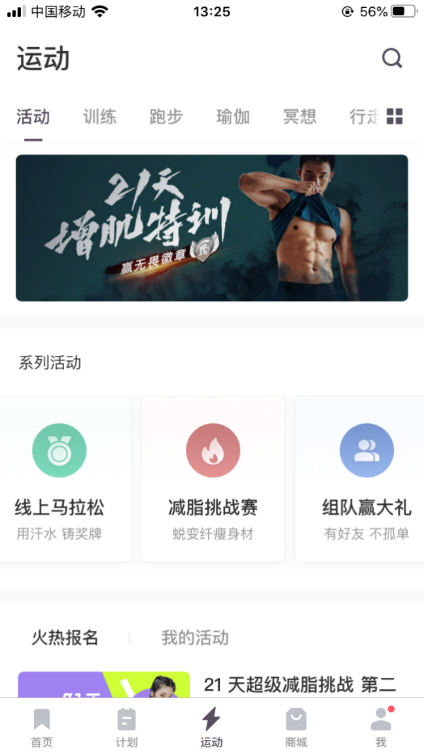 中国移动
13:25
56%
运动
活动 训练 跑步 瑜伽 冥想 行走
21天
增肌特训
赢无畏徽章
系列活动
线上马拉松 减脂挑战赛 组队赢大礼
用汗水 铸奖牌 蜕变纤瘦身材 有好友 不孤单
火热报名 我的活动
21 天超级减脂挑战 第二
首页 计划 运动 商城 我